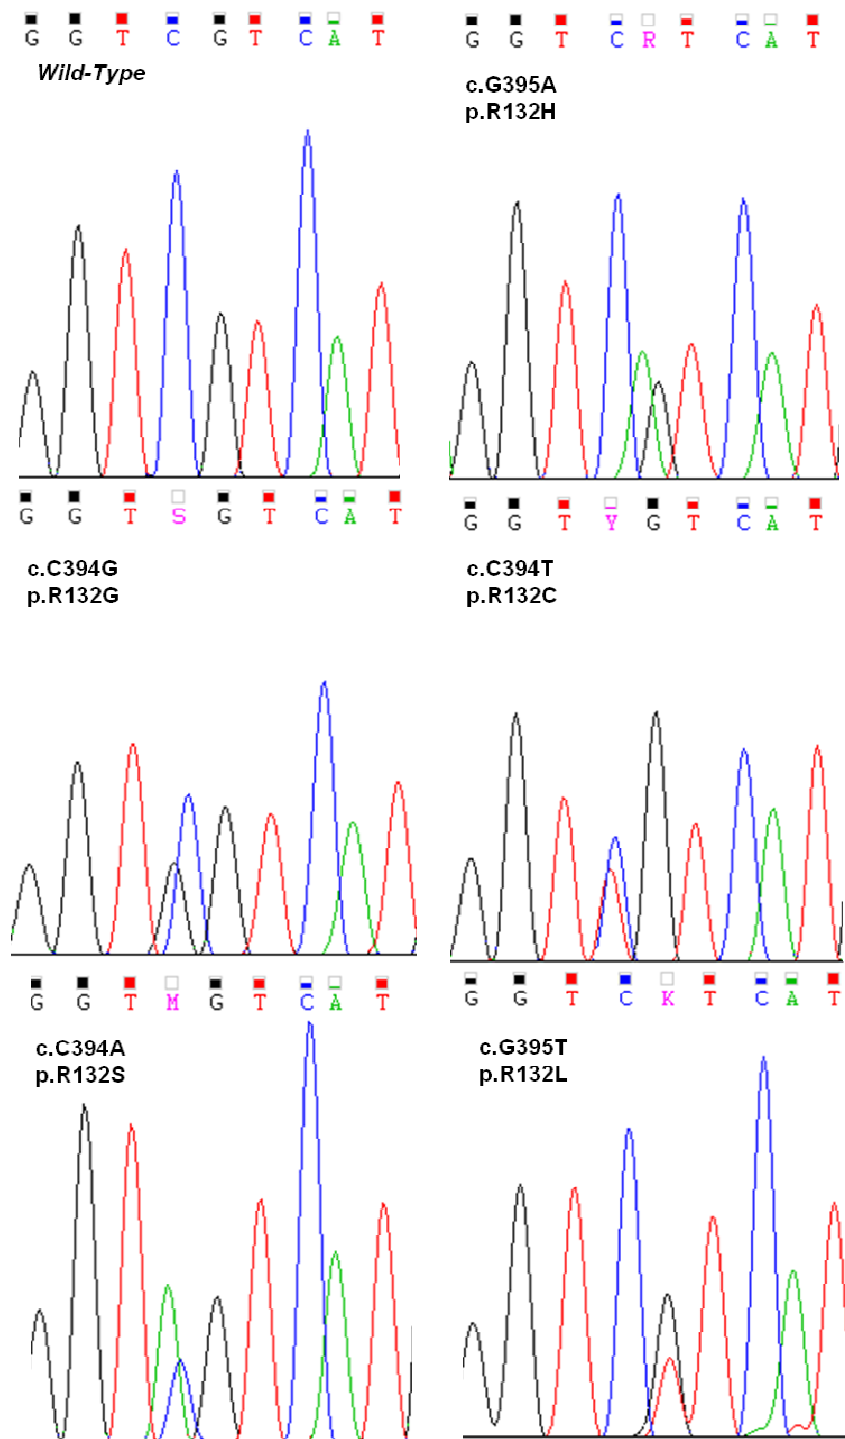 G G T C G T C A T
Wild-Type
G G T C R T C A T
c.G395A
p.R132H
G G T S G T C A T
c.C394G
p.R132G
G G T Y G T C A T
c.C394T
p.R132C
G G T M G T C A T
c.C394A
p.R132S
G G T C K T C A T
c.G395T
p.R132L